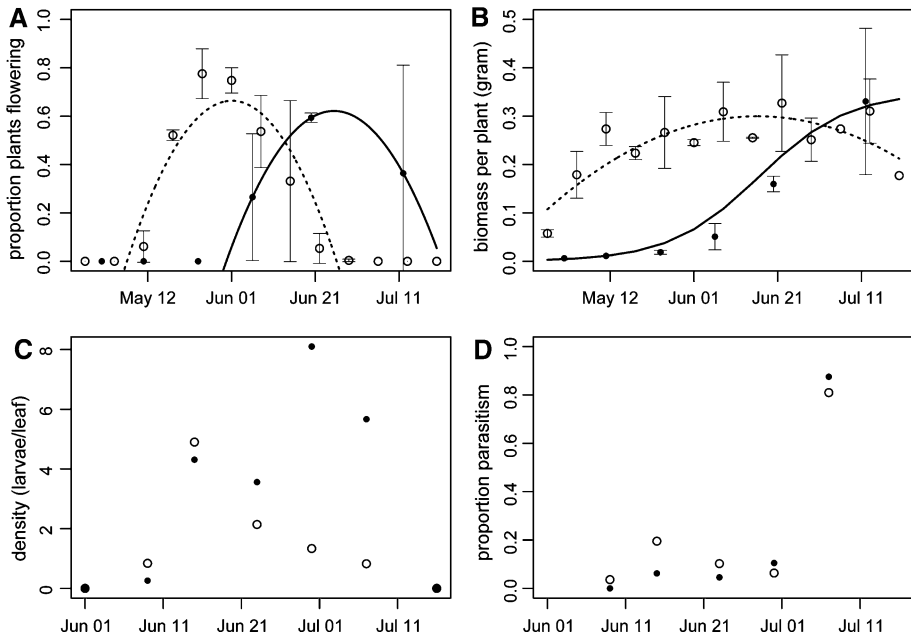 A
proportion plants flowering
1.0
0.8
0.6
0.4
0.2
0.0
May 12 Jun 01 Jun 21 Jul 11
B
biomass per plant (gram)
0.5
0.4
0.3
0.2
0.1
0.0
May 12 Jun 01 Jun 21 Jul 11
C
density (larvae/leaf)
8
6
4
2
0
Jun 01 Jun 11 Jun 21 Jul 01 Jul 11
D
proportion parasitism
1.0
0.8
0.6
0.4
0.2
0.0
Jun 01 Jun 11 Jun 21 Jul 01 Jul 11